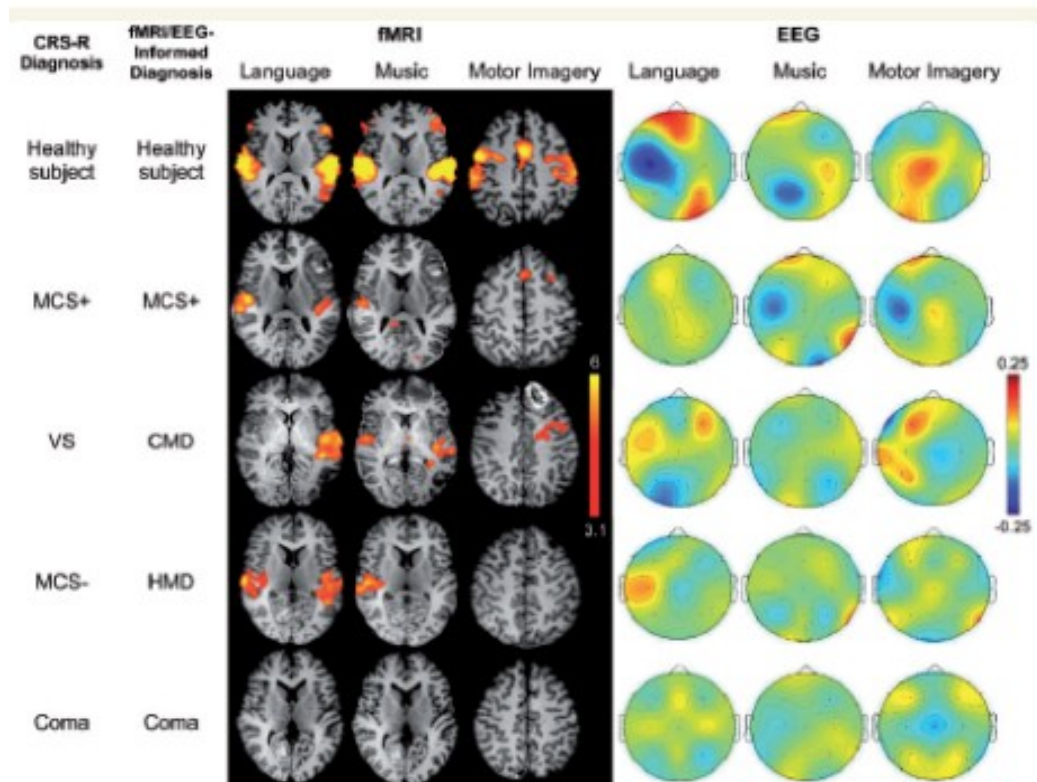 fMRI
EEG
CRS-R
Diagnosis
fMRI/EEG-
Informed
Diagnosis
Language
Music
Motor Imagery
Language
Music
Motor Imagery
Healthy
subject
Healthy
subject
MCS+
MCS+
6
3.1
0.25
-0.25
VS
CMD
MCS-
HMD
Coma
Coma